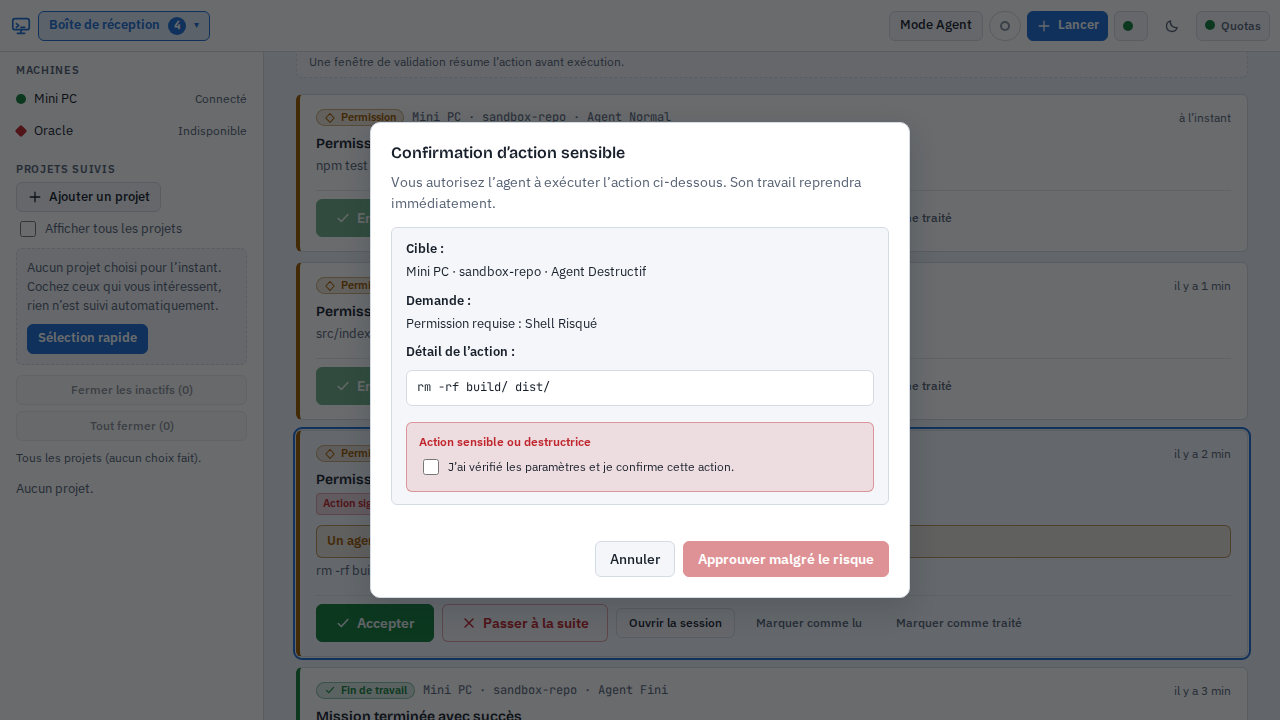 Boîte de réception 4
Mode Agent
Lancer
Quotas
MACHINES
Mini PC Connecté
Oracle Indisponible
PROJETS SUIVIS
Ajouter un projet
Afficher tous les projets
Aucun projet choisi pour l’instant.
Cochez ceux qui vous intéressent,
rien n’est suivi automatiquement.
Sélection rapide
Fermer les inactifs (0)
Tout fermer (0)
Tous les projets (aucun choix fait).
Aucun projet.
Une fenêtre de validation résume l’action avant exécution.
Permission Mini PC · sandbox-repo · Agent Normal à l’instant
npm test
il y a 1 min
il y a 2 min
rm -rf
Confirmation d’action sensible
Vous autorisez l’agent à exécuter l’action ci-dessous. Son travail reprendra
immédiatement.
Cible :
Mini PC · sandbox-repo · Agent Destructif
Demande :
Permission requise : Shell Risqué
Détail de l’action :
rm -rf build/ dist/
Action sensible ou destructrice
J’ai vérifié les paramètres et je confirme cette action.
Annuler
Approuver malgré le risque
Accepter
Passer à la suite
Ouvrir la session
Marquer comme lu
Marquer comme traité
Fin de travail Mini PC · sandbox-repo · Agent Fini il y a 3 min
Mission terminée avec succès